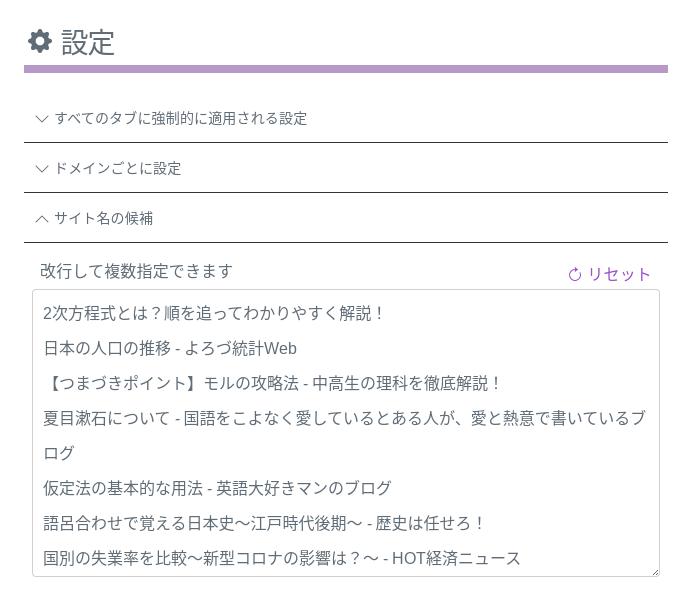 設定
すべてのタブに強制的に適用される設定
ドメインごとに設定
サイト名の候補
改行して複数指定できます
リセット
2次方程式とは？順を追ってわかりやすく解説！
日本の人口の推移 - よろづ統計Web
【つまづきポイント】モルの攻略法 - 中高生の理科を徹底解説！
夏目漱石について - 国語をこよなく愛しているとある人が、愛と熱意で書いているブ
ログ
仮定法の基本的な用法 - 英語大好きマンのブログ
語呂合わせで覚える日本史〜江戸時代後期〜 - 歴史は任せろ！
国別の失業率を比較〜新型コロナの影響は？〜 - HOT経済ニュース